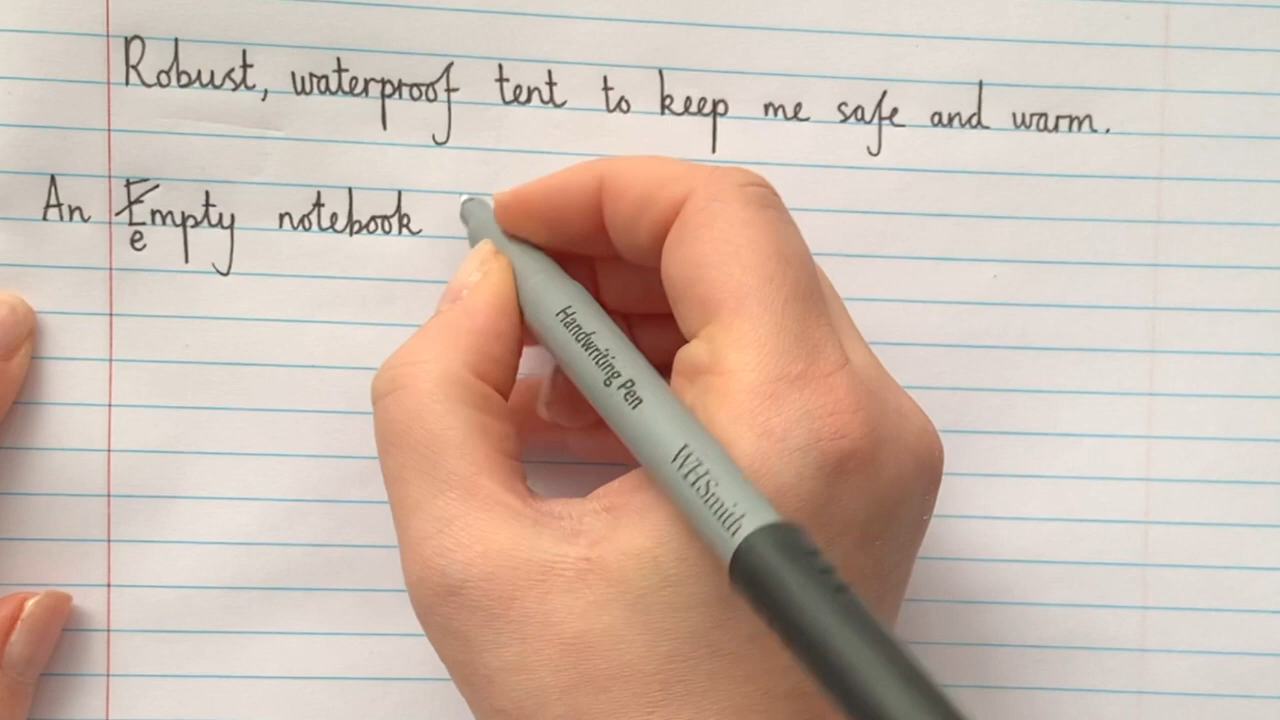 Robust, waterproof tent to keep me safe and warm.
An Empty notebook
e
Handwriting Pen
WHSmith